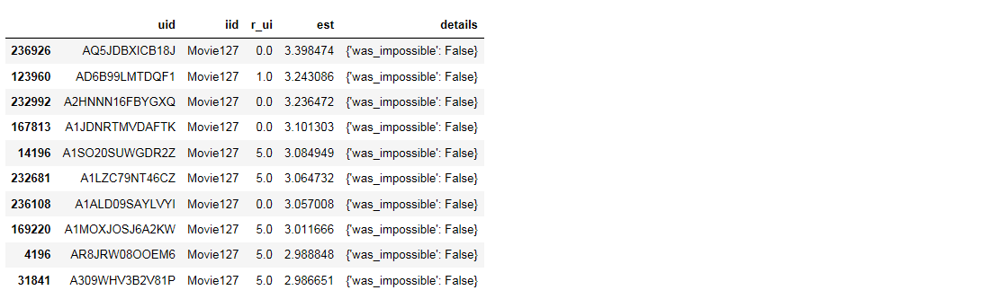 uid iid r_ui est details
236926 AQ5JDBXICB18J Movie127 0.0 3.398474 {'was_impossible': False}
123960 AD6B99LMTDQF1 Movie127 1.0 3.243086 {'was_impossible': False}
232992 A2HNNN16FBYGXQ Movie127 0.0 3.236472 {'was_impossible': False}
167813 A1JDNRTMVDAFTK Movie127 0.0 3.101303 {'was_impossible': False}
14196 A1SO20SUWGDR2Z Movie127 5.0 3.084949 {'was_impossible': False}
232681 A1LZC79NT46CZ Movie127 5.0 3.064732 {'was_impossible': False}
236108 A1ALD09SAYLVYI Movie127 0.0 3.057008 {'was_impossible': False}
169220 A1MOXJOSJ6A2KW Movie127 5.0 3.011666 {'was_impossible': False}
4196 AR8JRW08OOEM6 Movie127 5.0 2.988848 {'was_impossible': False}
31841 A309WHV3B2V81P Movie127 5.0 2.986651 {'was_impossible': False}